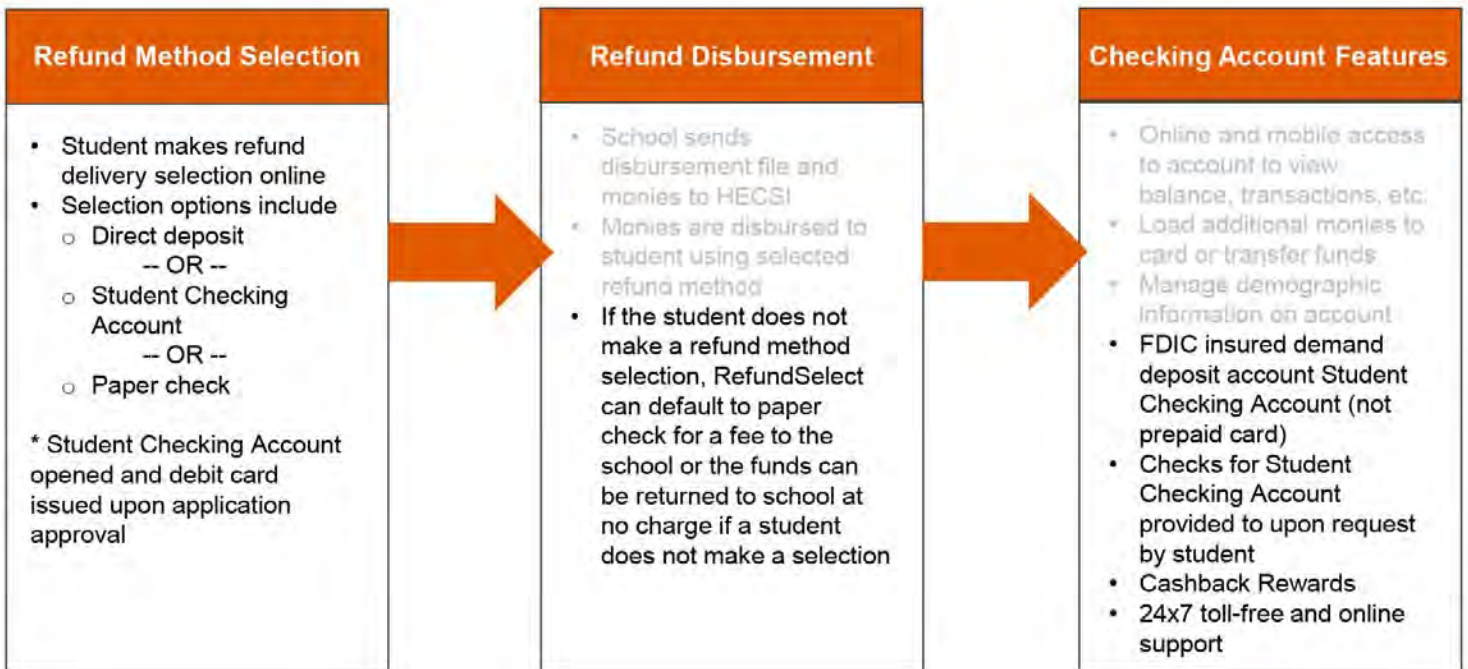 Refund Method Selection
• Student makes refund
delivery selection online
• Selection options include
o Direct deposit
-- OR --
o Student Checking
Account
-- OR --
o Paper check
* Student Checking Account
opened and debit card
issued upon application
approval
Refund Disbursement
• School sends
disbursement file and
monies to HECSI
• Monies are disbursed to
student using selected
refund method
• If the student does not
make a refund method
selection, RefundSelect
can default to paper
check for a fee to the
school or the funds can
be returned to school at
no charge if a student
does not make a selection
Checking Account Features
• Online and mobile access
to account to view
balance, transactions, etc.
• Load additional monies to
card or transfer funds
• Manage demographic
information on account
• FDIC insured demand
deposit account Student
Checking Account (not
prepaid card)
• Checks for Student
Checking Account
provided to upon request
by student
• Cashback Rewards
• 24x7 toll-free and online
support